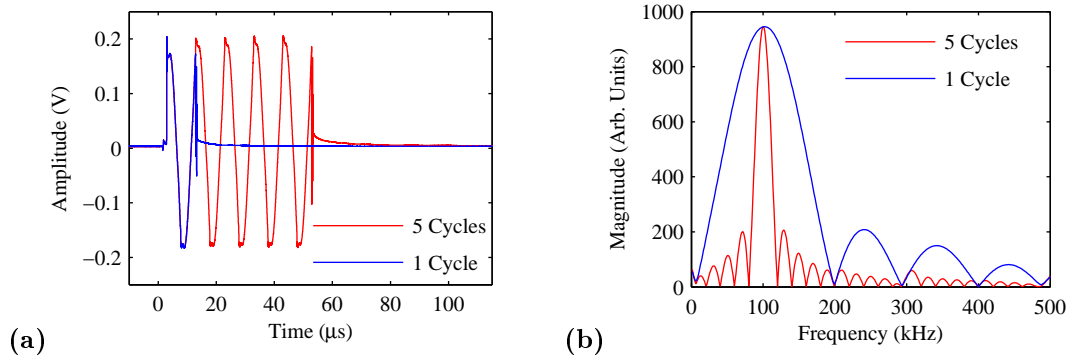 0.2
0.1
0
−0.1
−0.2
Amplitude (V)
5 Cycles
1 Cycle
0 20 40 60 80 100
Time (μs)
(a)
1000
800
600
400
200
0
Magnitude (Arb. Units)
5 Cycles
1 Cycle
0 100 200 300 400 500
Frequency (kHz)
(b)